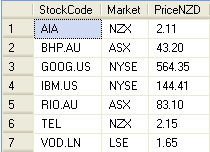 StockCode Market PriceNZD
1 AIA NZX 2.11
2 BHP.AU ASX 43.20
3 GOOG.US NYSE 564.35
4 IBM.US NYSE 144.41
5 RIO.AU ASX 83.10
6 TEL NZX 2.15
7 VOD.LN LSE 1.65